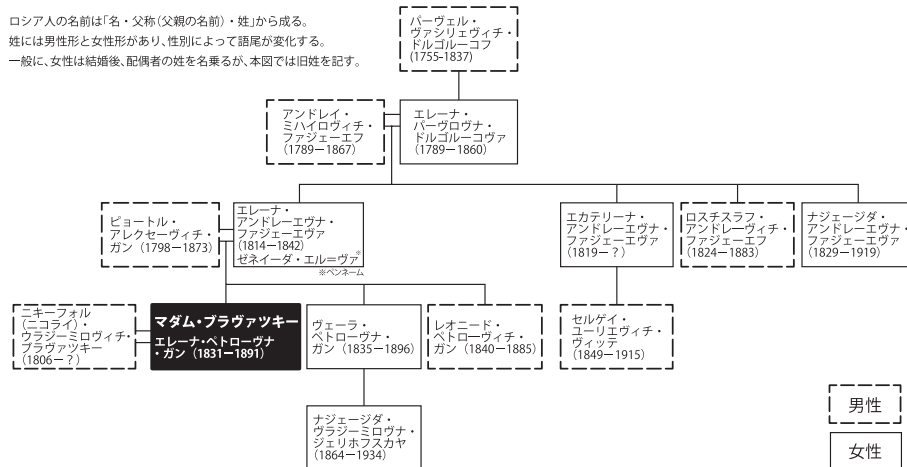 ロシア人の名前は「名・父称(父親の名前)・姓」から成る。
姓には男性形と女性形があり、性別によって語尾が変化する。
一般に、女性は結婚後、配偶者の姓を名乗るが、本図では旧姓を記す。
パーヴェル・
ヴァシリェヴィチ・
ドルゴルーコフ
(1755-1837)
アンドレイ・
ミハイロヴィチ・
ファジェーエフ
(1789ー1867)
エレーナ・
パーヴロヴナ・
ドルゴルーコヴァ
(1789ー1860)
ピョートル・
アレクセーヴィチ・
ガン (1798ー1873)
エレーナ・
アンドレーエヴナ・
ファジェーエヴァ
(1814ー1842)
ゼネイーダ・エル=ヴァ※
※ペンネーム
エカテリーナ・
アンドレーエヴナ・
ファジェーエヴァ
(1819ー?)
ロスチスラフ・
アンドレーヴィチ・
ファジェーエフ
(1824ー1883)
ナジェージダ・
アンドレーエヴナ・
ファジェーエヴァ
(1829ー1919)
ニキーフォル
(ニコライ)・
ウラジーミロヴィチ・
ブラヴァツキー
(1806ー?)
マダム・ブラヴァツキー
エレーナ・ペトローヴナ
・ガン (1831ー1891)
ヴェーラ・
ペトローヴナ・
ガン (1835ー1896)
レオニード・
ペトローヴィチ・
ガン (1840ー1885)
セルゲイ・
ユーリエヴィチ・
ヴィッテ
(1849ー1915)
ナジェージダ・
ヴラジーミロヴナ・
ジェリホフスカヤ
(1864ー1934)
男性
女性